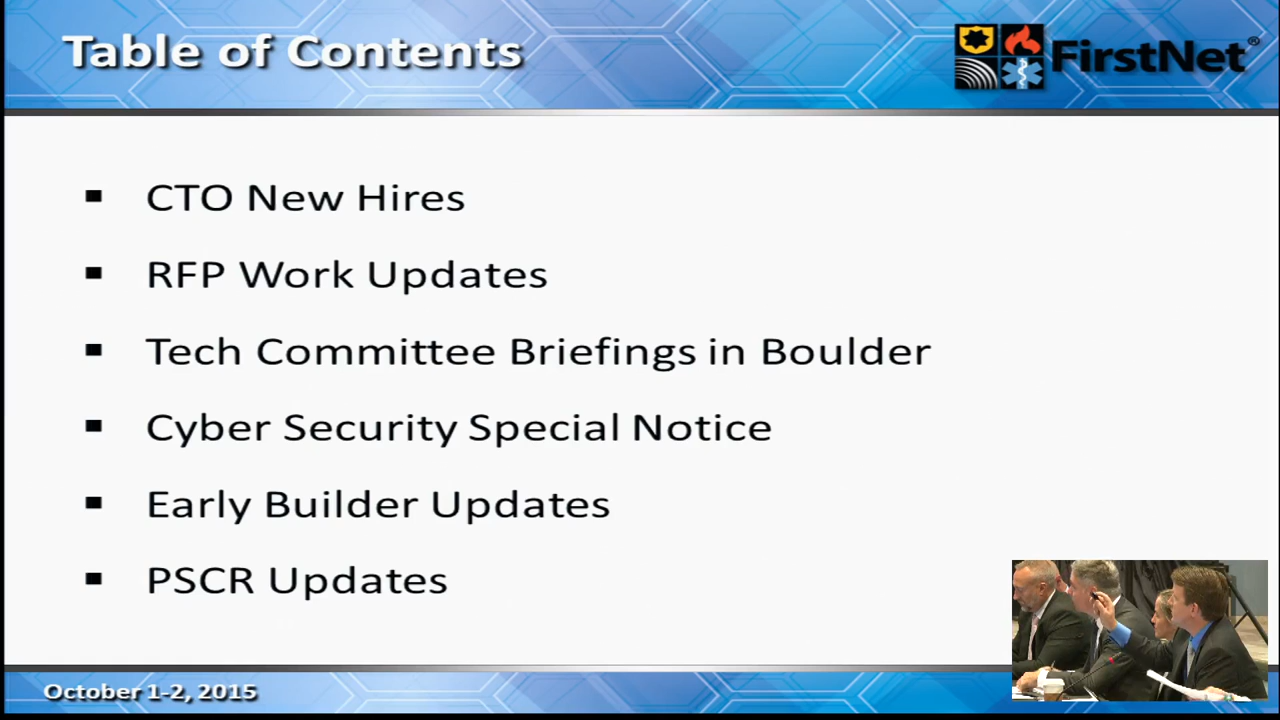 Table of Contents
FirstNet®
CTO New Hires
RFP Work Updates
Tech Committee Briefings in Boulder
Cyber Security Special Notice
Early Builder Updates
PSCR Updates
October 1-2, 2015